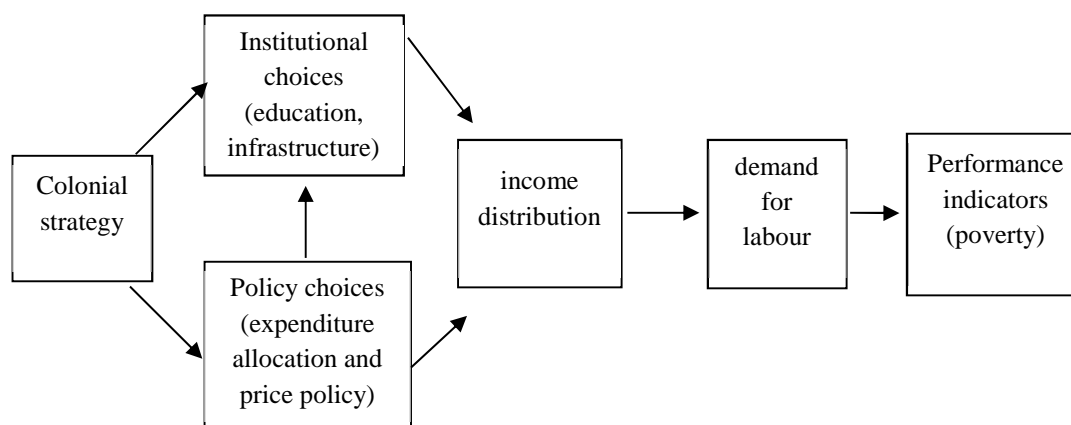 Colonial
strategy
Institutional
choices
(education,
infrastructure)
Policy choices
(expenditure
allocation and
price policy)
income
distribution
demand
for
labour
Performance
indicators
(poverty)